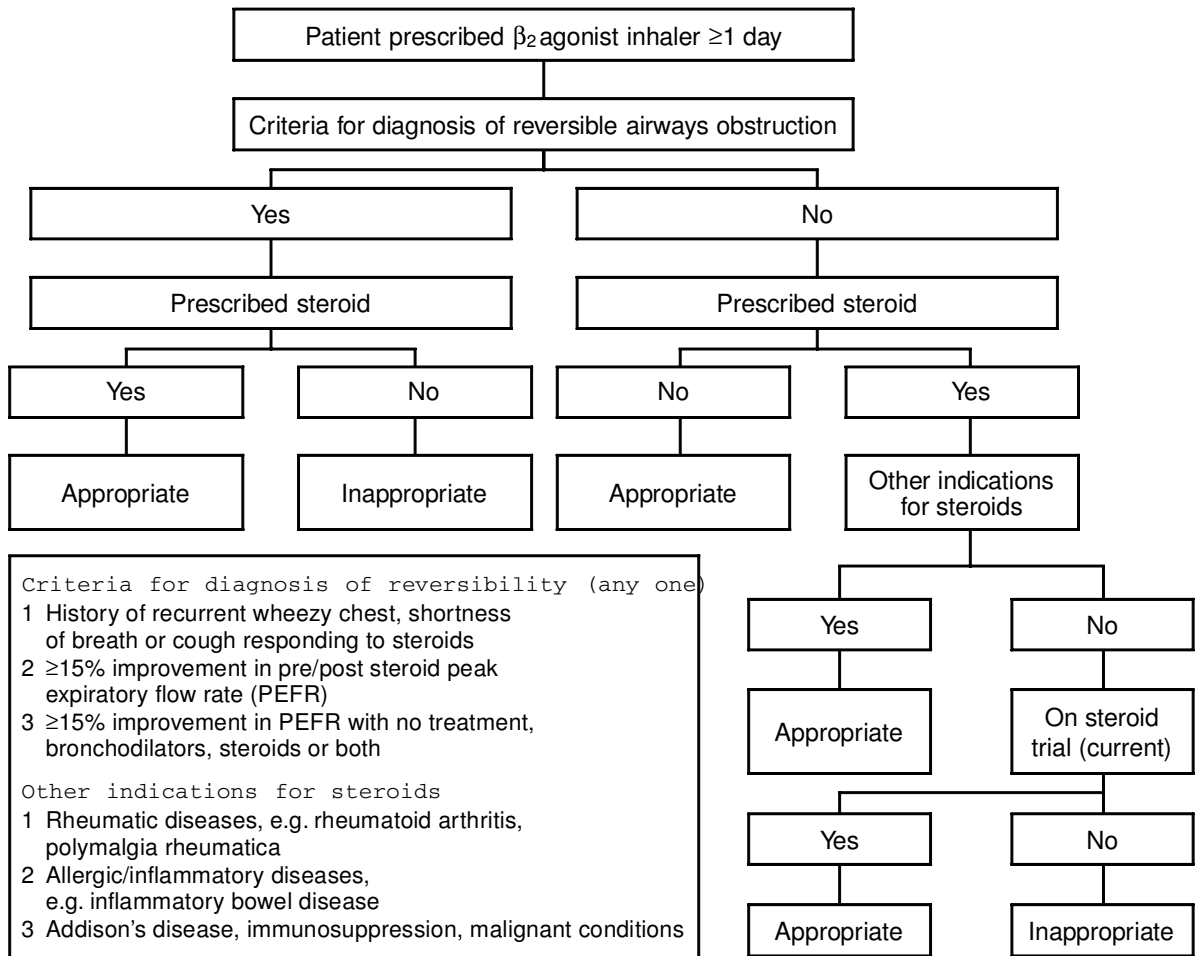 Patient prescribed β₂ agonist inhaler ≥1 day
Criteria for diagnosis of reversible airways obstruction
Yes
No
Prescribed steroid
Prescribed steroid
Yes
No
No
Yes
Appropriate
Inappropriate
Appropriate
Other indications
for steroids
Criteria for diagnosis of reversibility (any one)
1 History of recurrent wheezy chest, shortness
of breath or cough responding to steroids
2 ≥15% improvement in pre/post steroid peak
expiratory flow rate (PEFR)
3 ≥15% improvement in PEFR with no treatment,
bronchodilators, steroids or both
Other indications for steroids
1 Rheumatic diseases, e.g. rheumatoid arthritis,
polymalgia rheumatica
2 Allergic/inflammatory diseases,
e.g. inflammatory bowel disease
3 Addison's disease, immunosuppression, malignant conditions
Yes
No
Appropriate
On steroid
trial (current)
Yes
No
Appropriate
Inappropriate